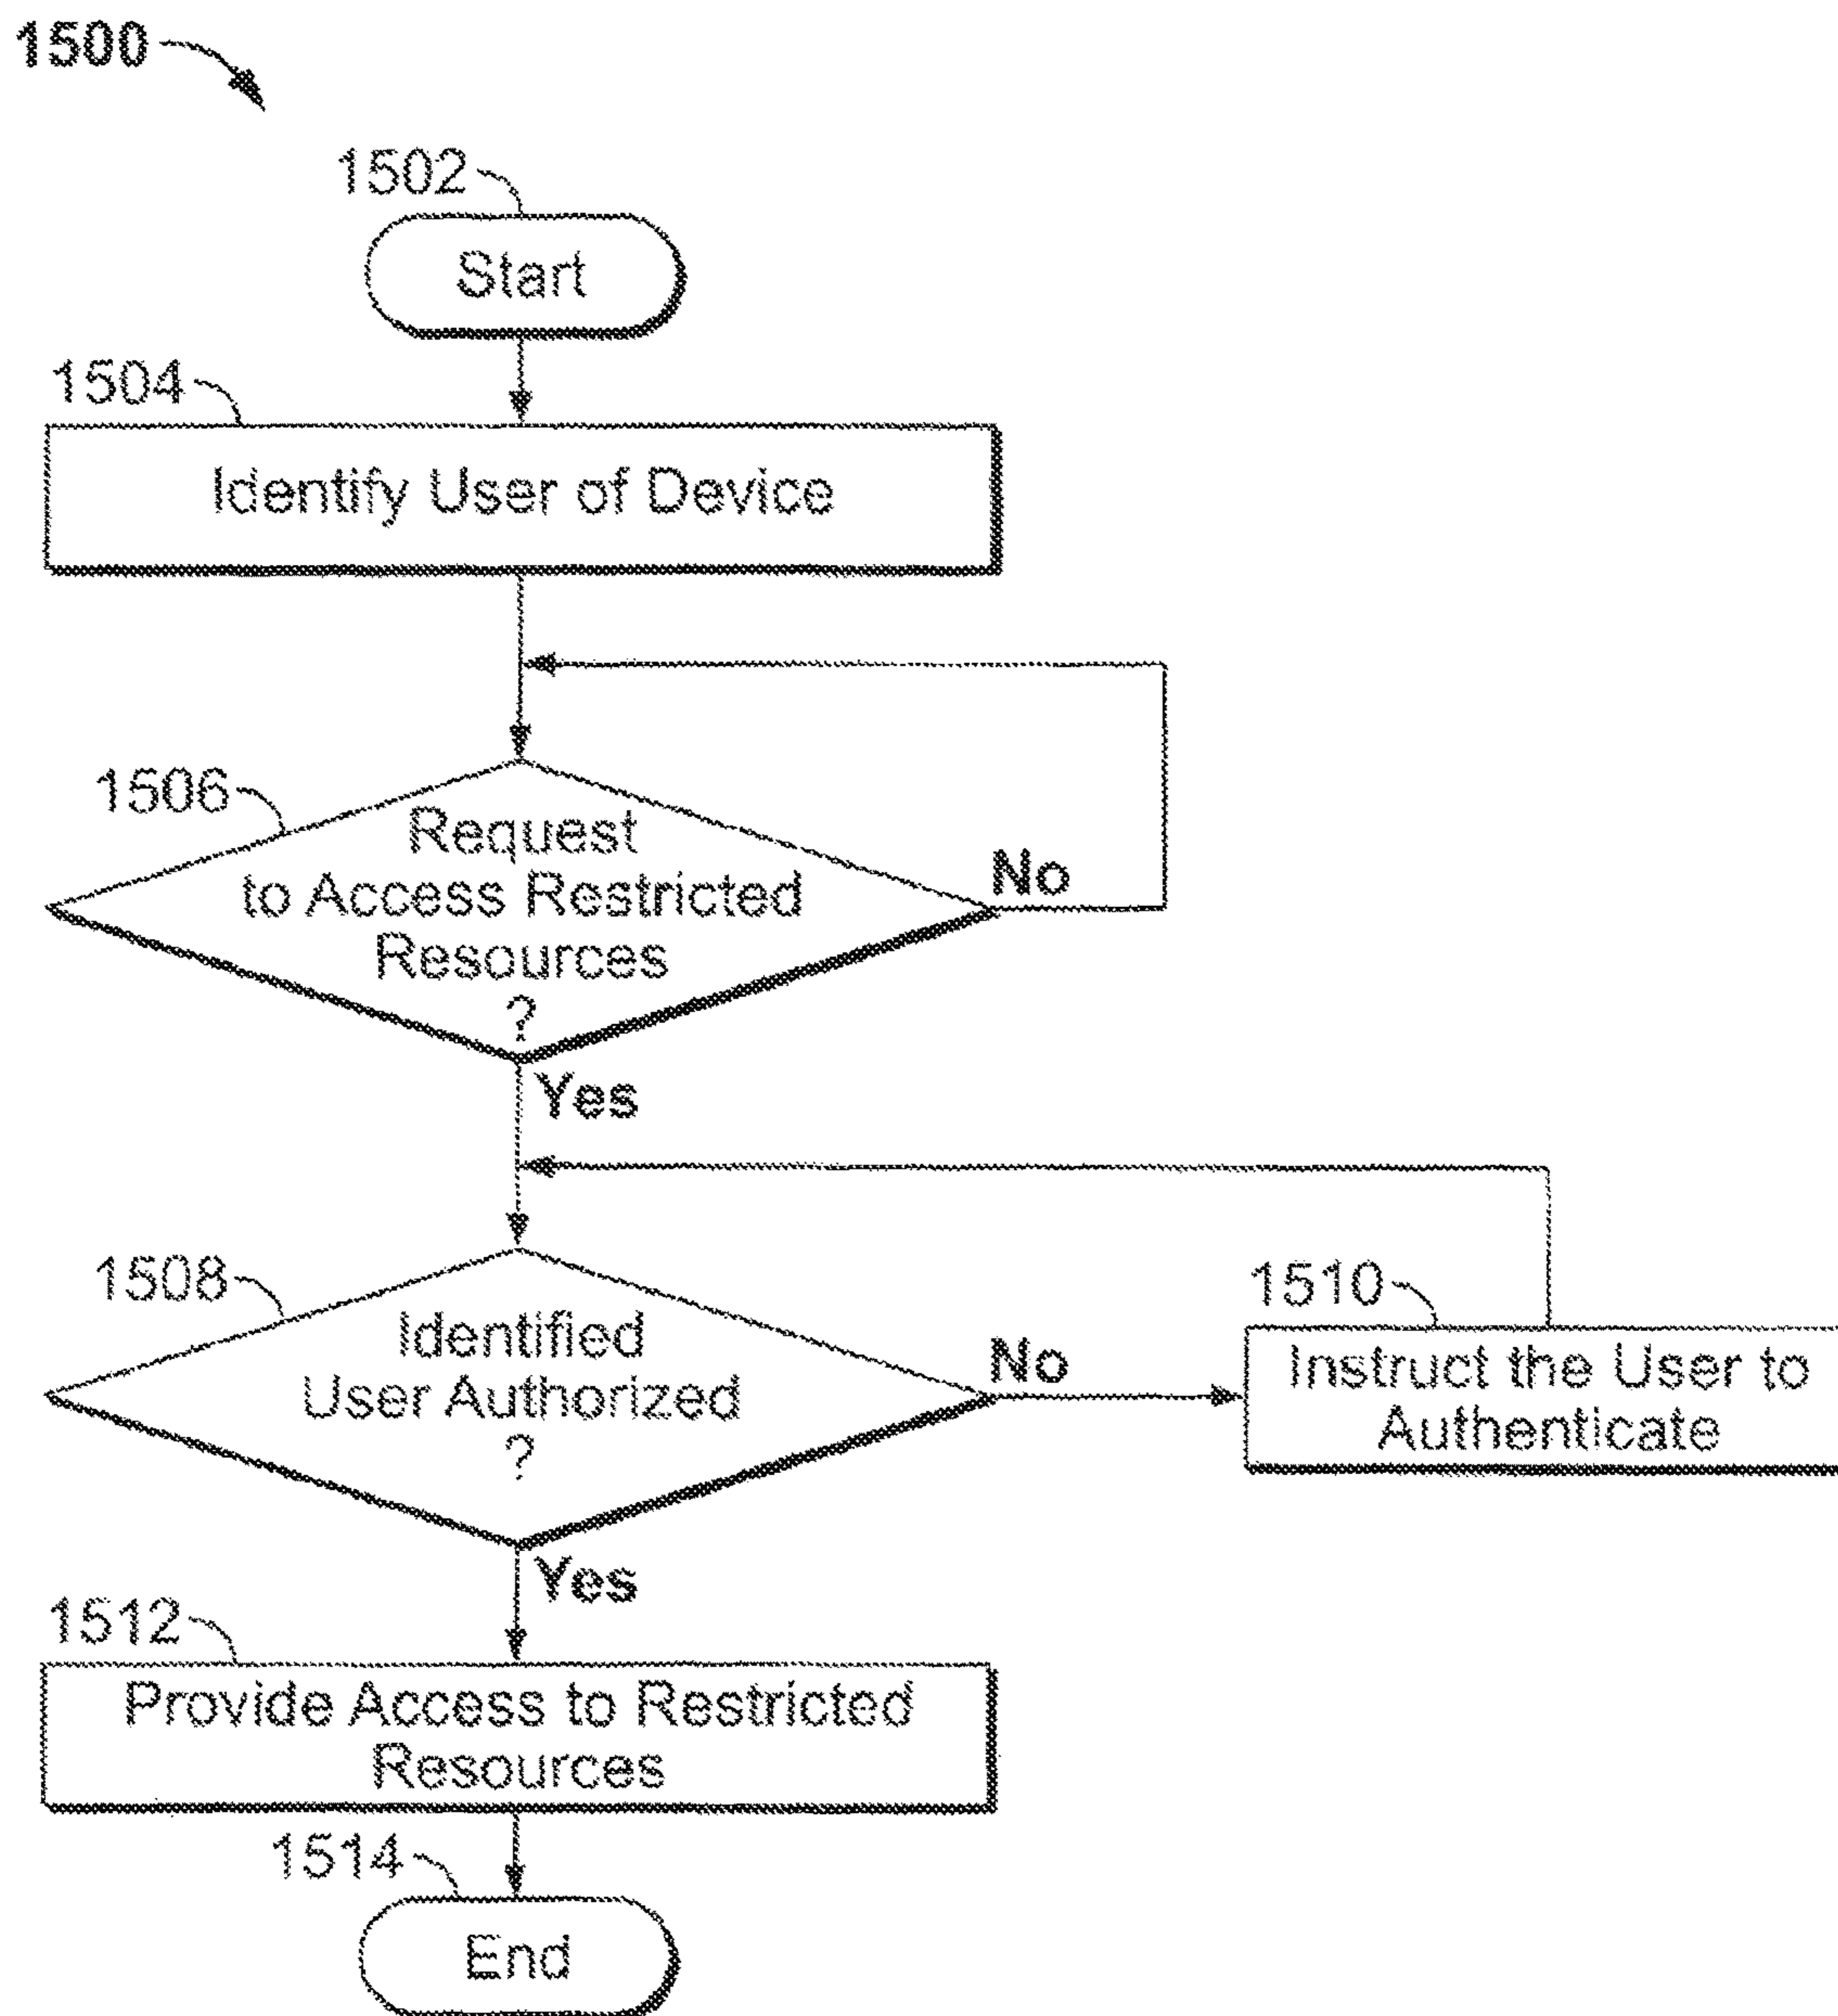 1500
1502
Start
1504
Identify User of Device
1506
Request
to Access Restricted
Resources
?
No
Yes
1508
Identified
User Authorized
?
No
1510
Instruct the User to
Authenticate
Yes
1512
Provide Access to Restricted
Resources
1514
End